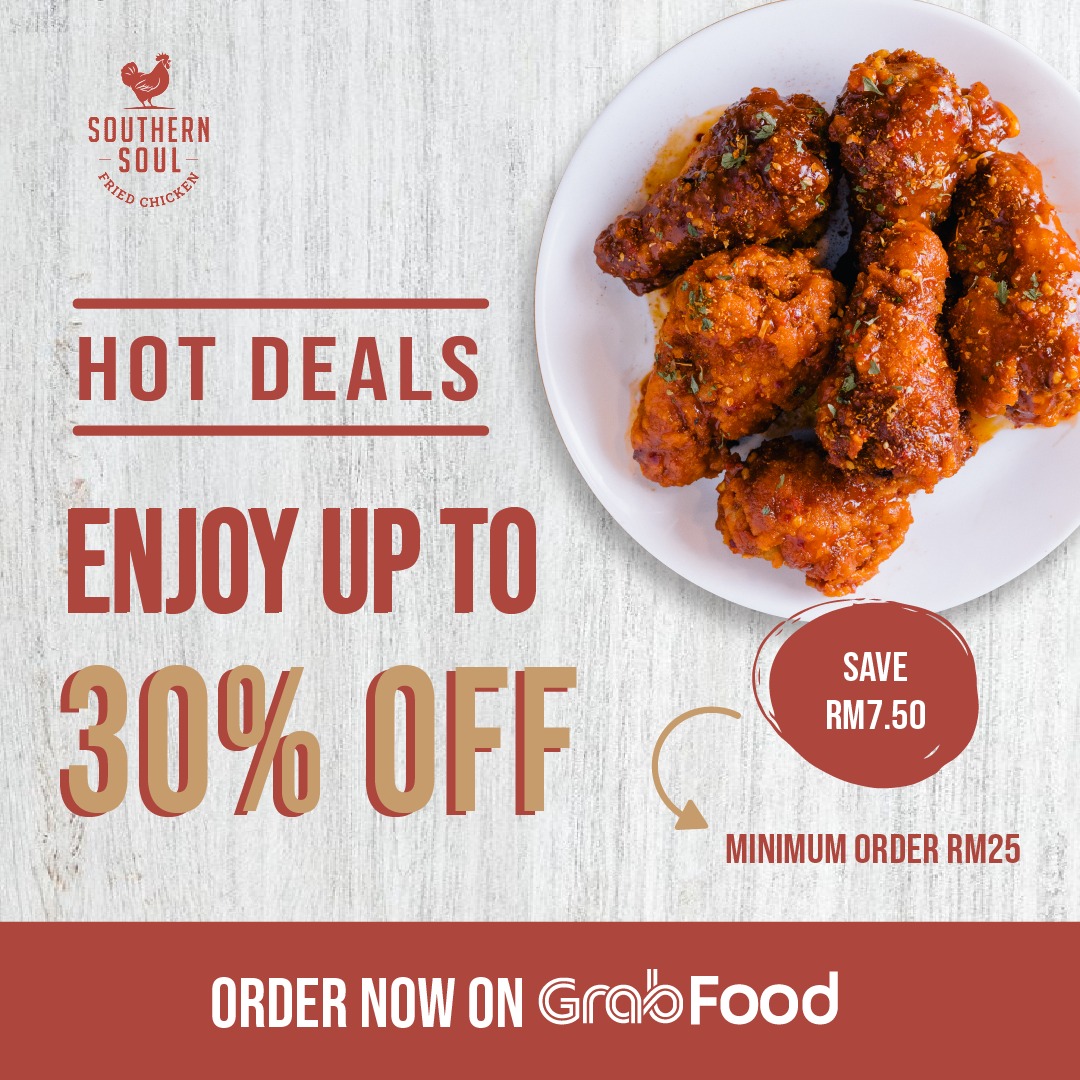 SOUTHERN
SOUL
FRIED CHICKEN
HOT DEALS
ENJOY UP TO
30% OFF
SAVE
RM7.50
MINIMUM ORDER RM25
ORDER NOW ON GrabFood